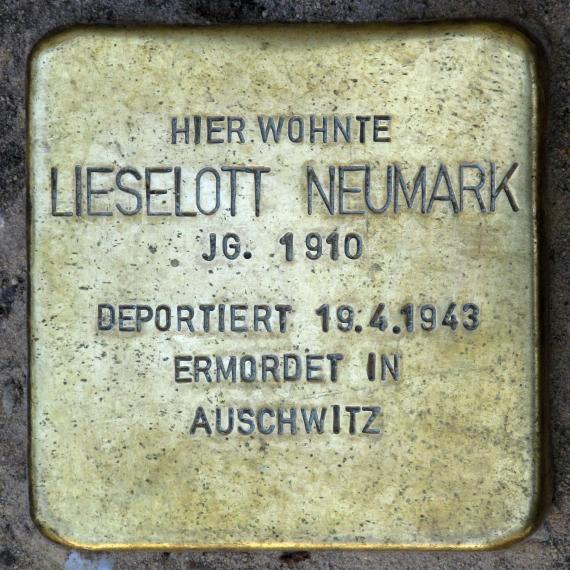 HIER WOHNTE
LIESELOTT NEUMARK
JG. 1910
DEPORTIERT 19.4.1943
ERMORDET IN
AUSCHWITZ